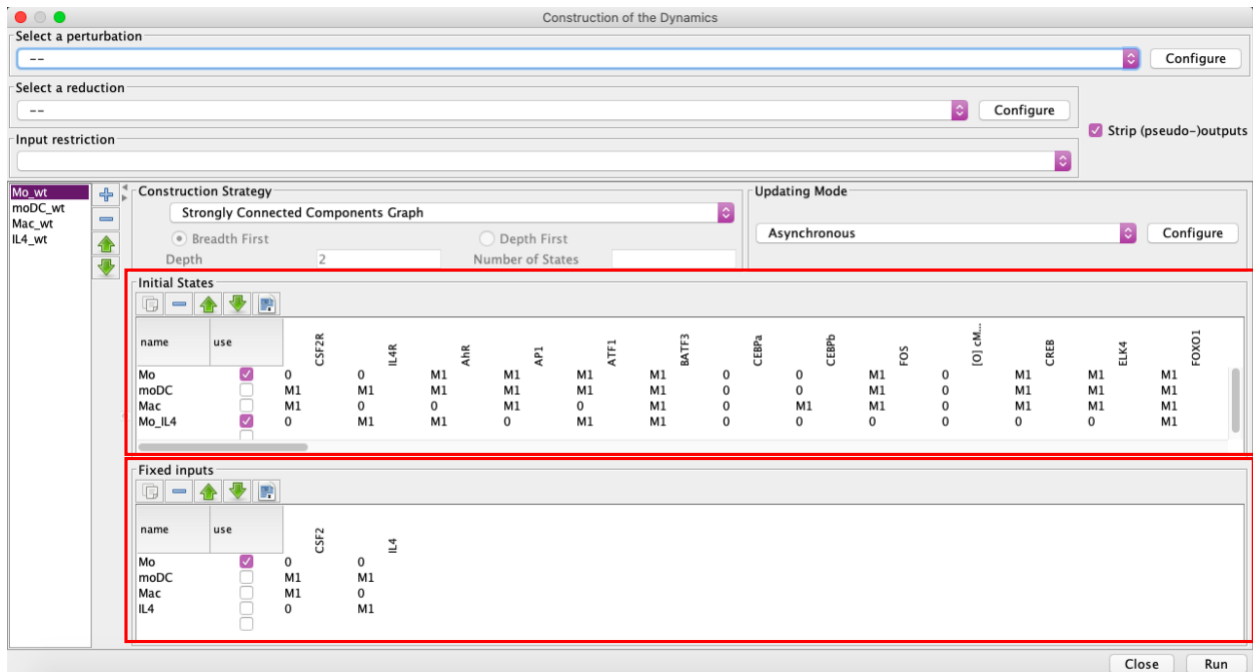 Construction of the Dynamics
Select a perturbation
--
Configure
Select a reduction
--
Configure
Strip (pseudo-)outputs
Input restriction
Mo_wt
moDC_wt
Mac_wt
IL4_wt
Construction Strategy
Strongly Connected Components Graph
Breadth First Depth First
Depth 2 Number of States
Updating Mode
Asynchronous
Configure
Initial States
name use CSF2R IL4R AhR AP1 ATF1 BATF3 CEBPa CEBPb FOS [O] cM... CREB ELK4 FOXO1
Mo 0 0 M1 M1 M1 M1 0 0 M1 0 M1 M1 M1
moDC M1 M1 M1 M1 M1 M1 0 0 M1 0 M1 M1 M1
Mac M1 0 0 M1 0 M1 0 M1 M1 0 M1 M1 M1
Mo_IL4 0 M1 M1 0 M1 M1 0 0 0 0 0 0 M1
Fixed inputs
name use CSF2 IL4
Mo 0 0
moDC M1 M1
Mac M1 0
IL4 0 M1
Close Run